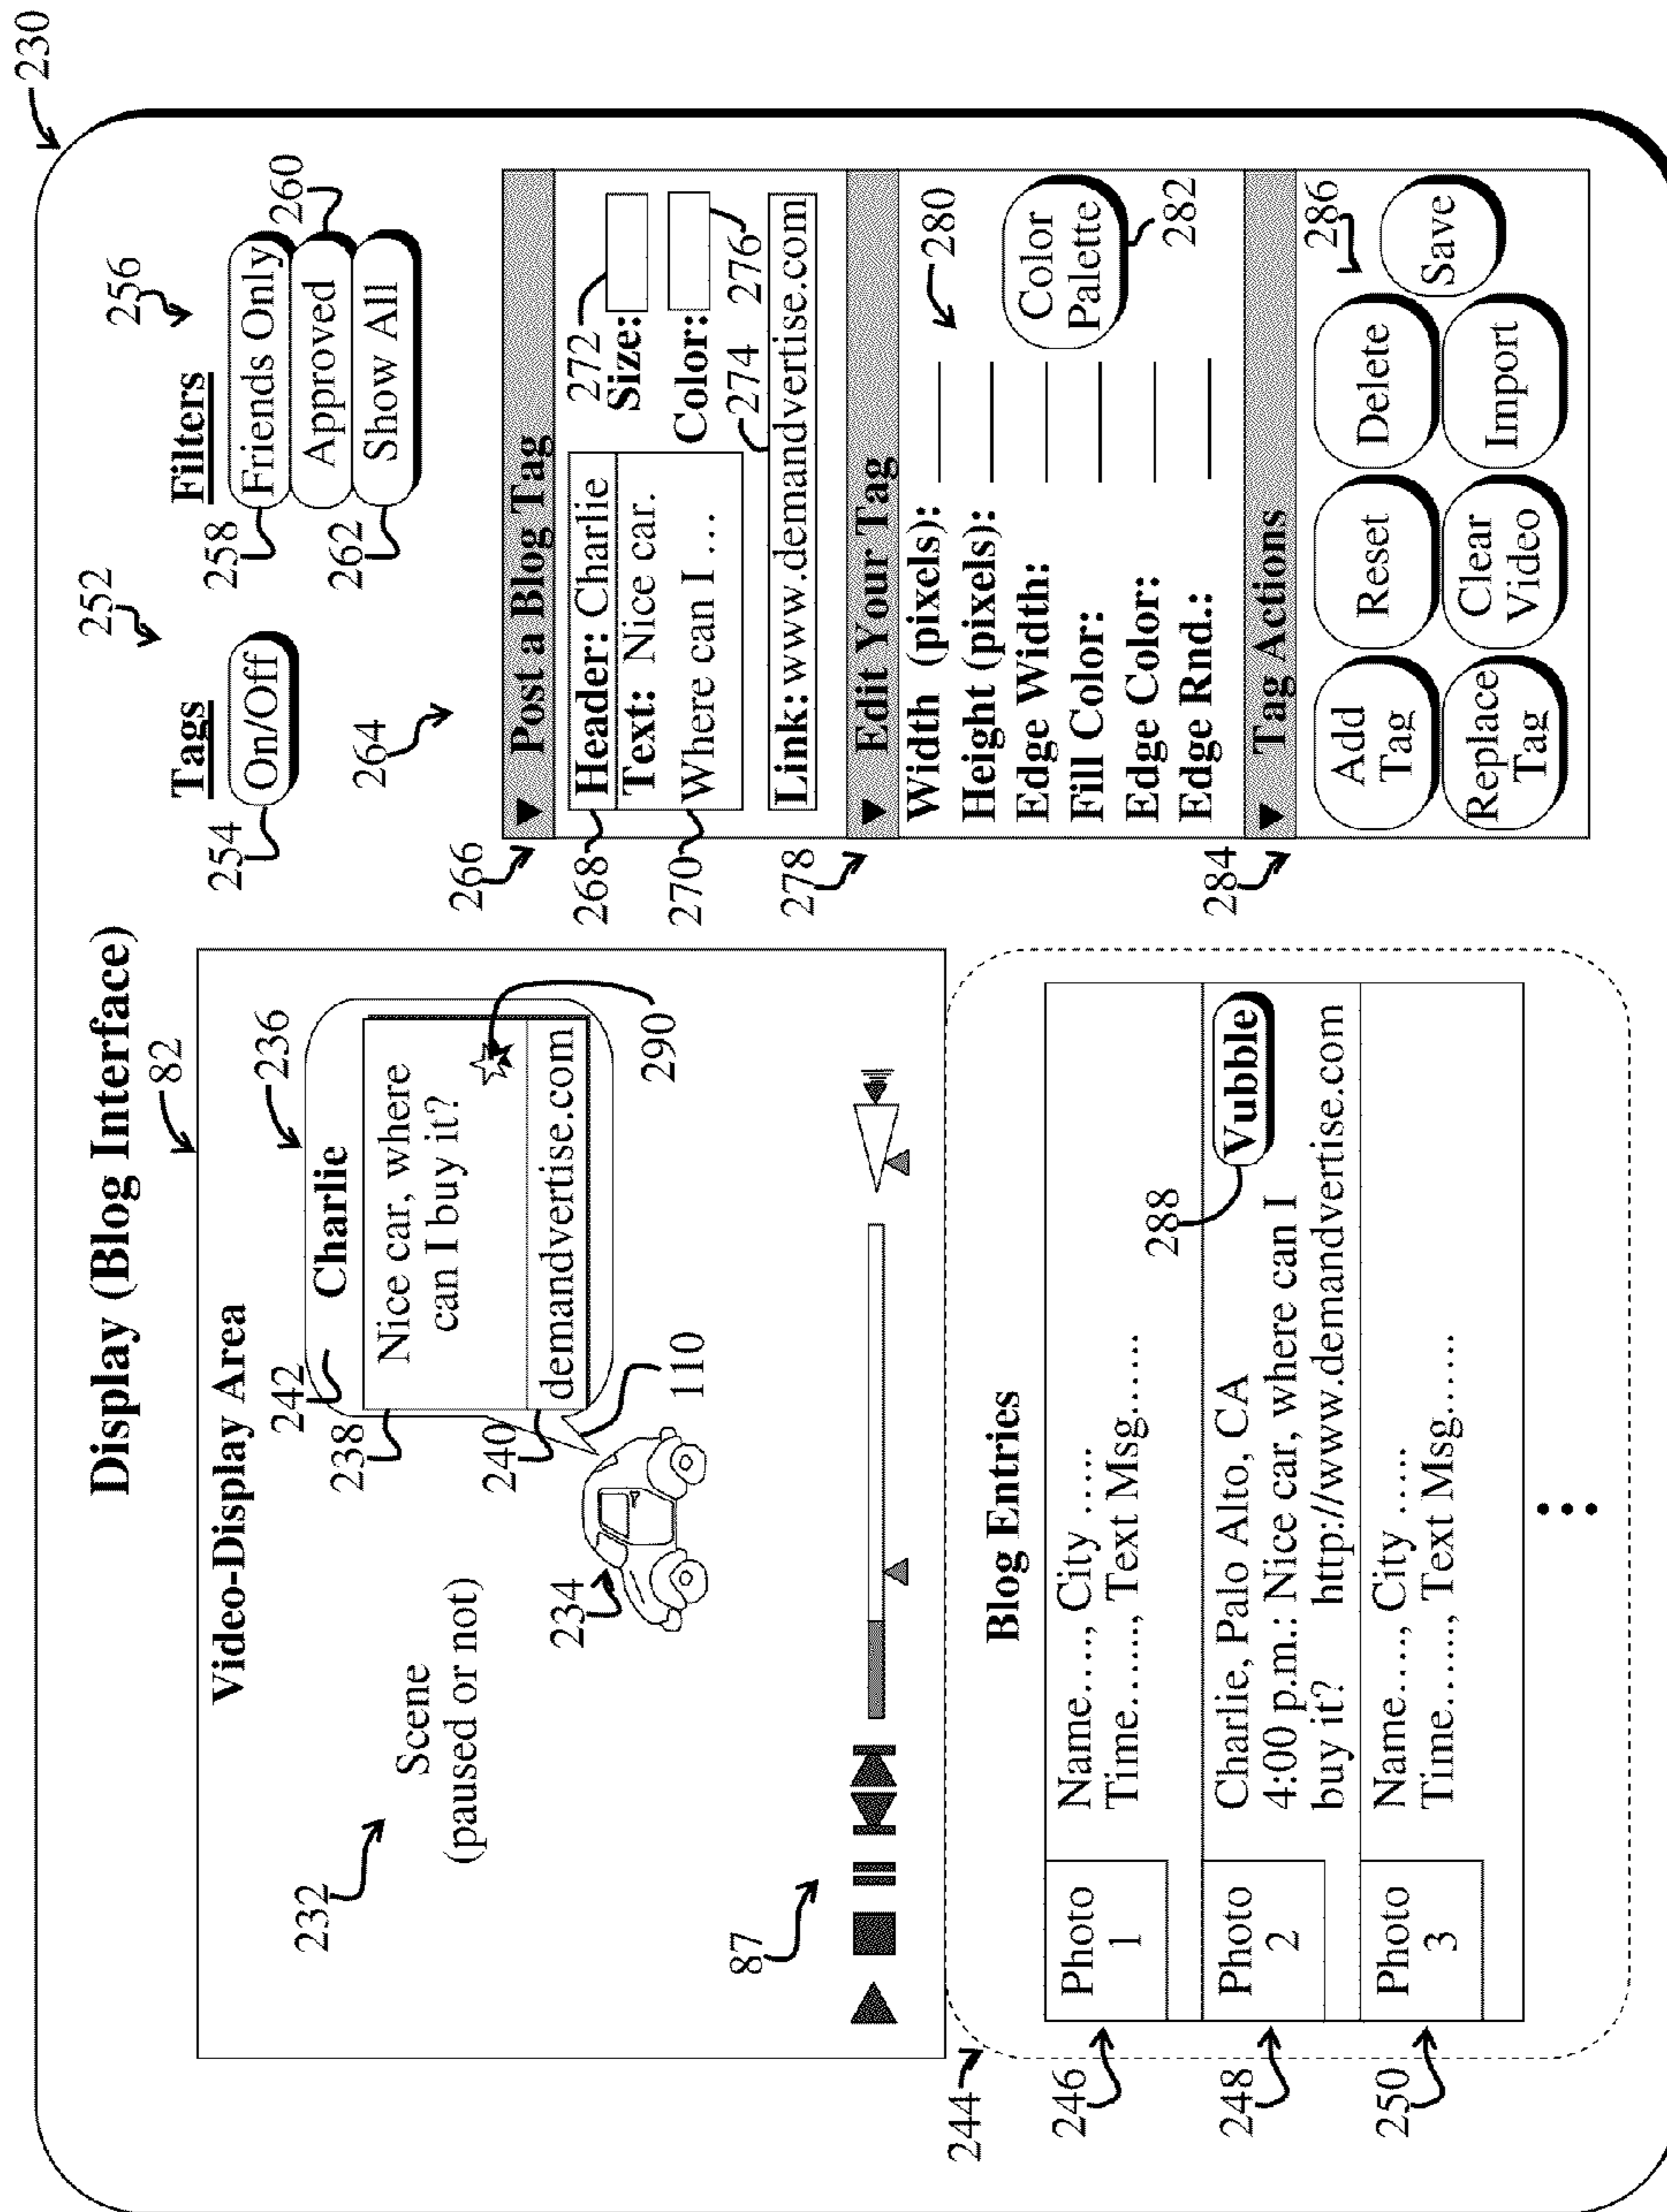 Display (Blog Interface)
230
82
Video-Display Area
232
Scene
(paused or not)
242
236
Charlie
238
Nice car, where
can I buy it?
240
demandvertise.com
290
234
110
87
244
Blog Entries
246
Photo
1
Name...., City .....
Time......., Text Msg.......
288
248
Photo
2
Charlie, Palo Alto, CA
Vubble
4:00 p.m.: Nice car, where can I
buy it? http://www.demandvertise.com
250
Photo
3
Name...., City .....
Time......., Text Msg.......
252
Tags
254
On/Off
256
Filters
258
Friends Only
260
Approved
262
Show All
264
266
Post a Blog Tag
268
Header: Charlie
272
Size:
270
Text: Nice car.
Where can I ...
Color:
274 276
Link: www.demandvertise.com
278
Edit Your Tag
280
Width (pixels):
Height (pixels):
Edge Width:
Fill Color:
Edge Color:
Edge Rnd.:
Color
Palette
282
284
Tag Actions
286
Add
Tag
Reset
Delete
Save
Replace
Tag
Clear
Video
Import